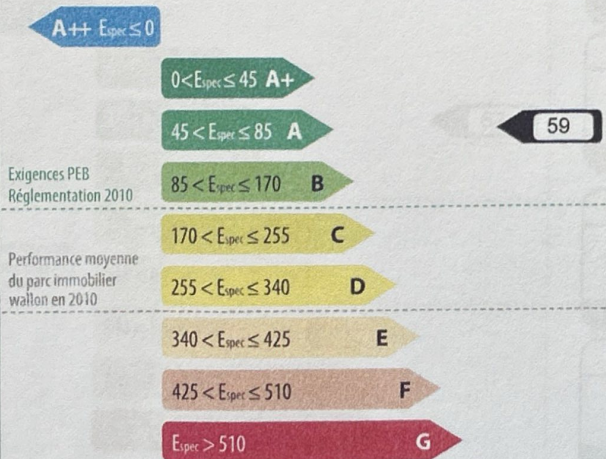 A++ Espec ≤ 0
0 < Espec ≤ 45 A+
45 < Espec ≤ 85 A
59
Exigences PEB
Réglementation 2010
85 < Espec ≤ 170 B
170 < Espec ≤ 255 C
Performance moyenne
du parc immobilier
wallon en 2010
255 < Espec ≤ 340 D
340 < Espec ≤ 425 E
425 < Espec ≤ 510 F
Espec > 510 G